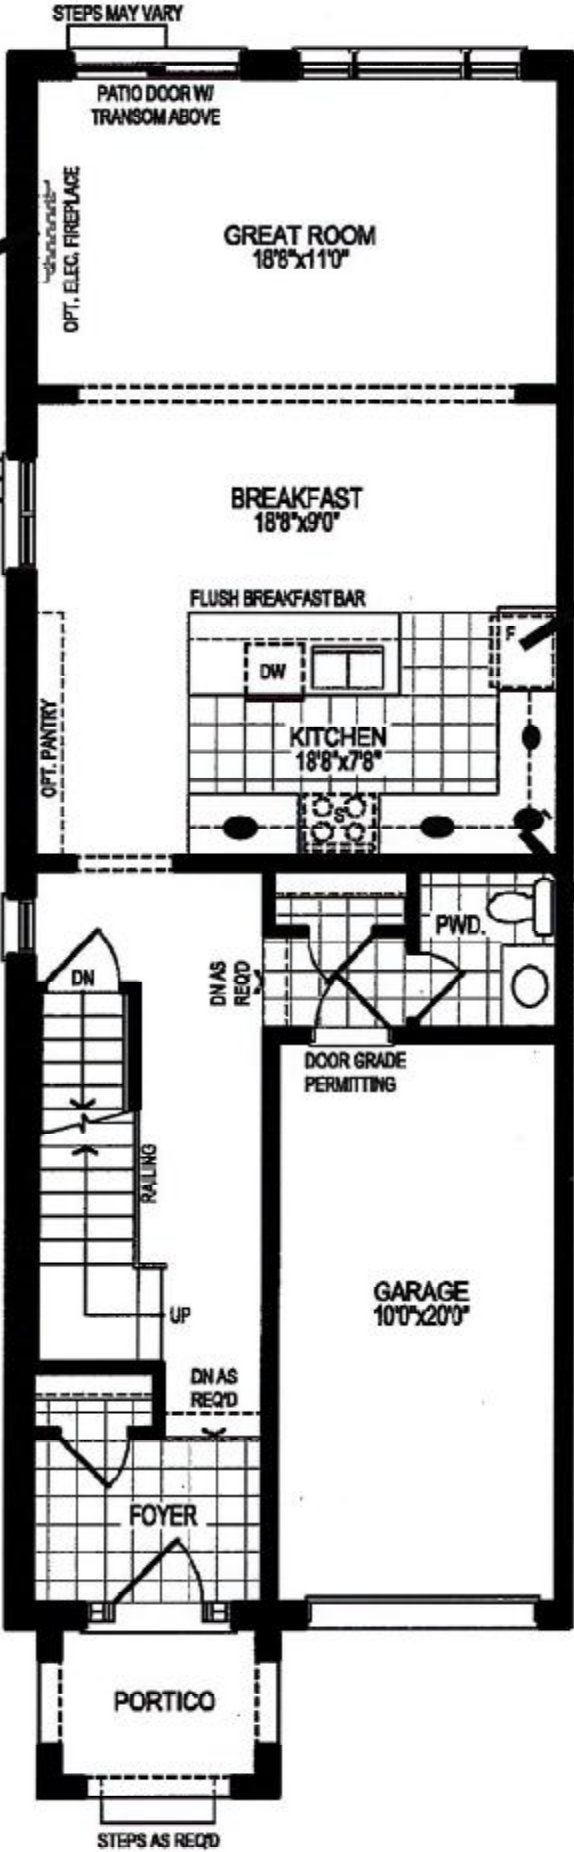 STEPS MAY VARY
PATIO DOOR W/
TRANSOM ABOVE
OPT. ELEC. FIREPLACE
GREAT ROOM
18'8"x11'0"
BREAKFAST
18'8"x9'0"
FLUSH BREAKFAST BAR
F
DW
OPT. PANTRY
KITCHEN
18'8"x7'8"
S
PWD.
DN
DN AS
REQ'D
DOOR GRADE
PERMITTING
RAILING
GARAGE
10'0"x20'0"
UP
DN AS
REQ'D
FOYER
PORTICO
STEPS AS REQ'D